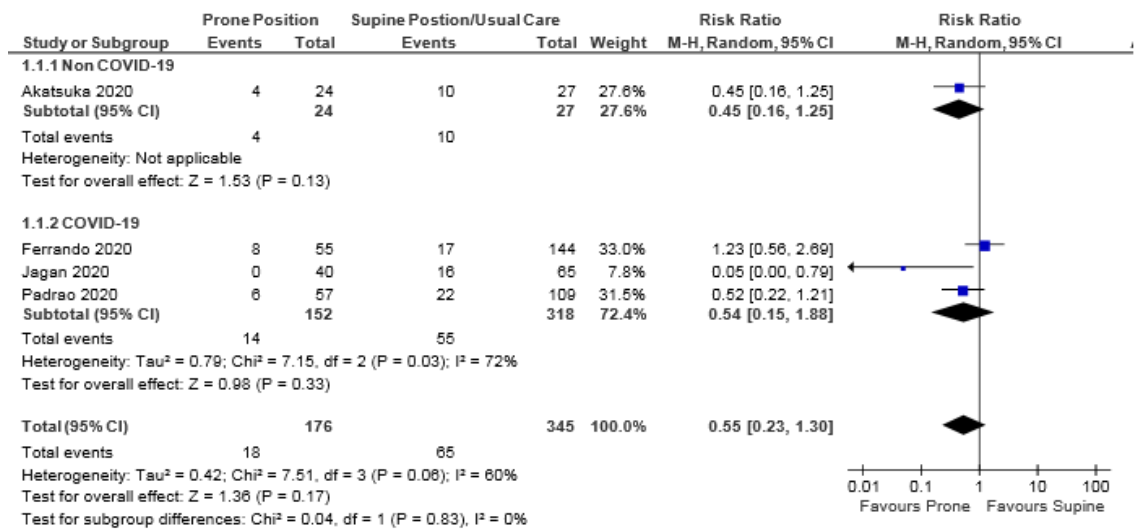 Prone Position Supine Postion/Usual Care Risk Ratio Risk Ratio
Study or Subgroup Events Total Events Total Weight M-H, Random, 95% CI M-H, Random, 95% CI
1.1.1 Non COVID-19
Akatsuka 2020 4 24 10 27 27.6% 0.45 [0.16, 1.25]
Subtotal (95% CI) 24 27 27.6% 0.45 [0.16, 1.25]
Total events 4 10
Heterogeneity: Not applicable
Test for overall effect: Z = 1.53 (P = 0.13)
1.1.2 COVID-19
Ferrando 2020 8 55 17 144 33.0% 1.23 [0.56, 2.69]
Jagan 2020 0 40 16 65 7.8% 0.05 [0.00, 0.79]
Padrao 2020 6 57 22 109 31.5% 0.52 [0.22, 1.21]
Subtotal (95% CI) 152 318 72.4% 0.54 [0.15, 1.88]
Total events 14 55
Heterogeneity: Tau² = 0.79; Chi² = 7.15, df = 2 (P = 0.03); I² = 72%
Test for overall effect: Z = 0.98 (P = 0.33)
Total (95% CI) 176 345 100.0% 0.55 [0.23, 1.30]
Total events 18 65
Heterogeneity: Tau² = 0.42; Chi² = 7.51, df = 3 (P = 0.06); I² = 60%
Test for overall effect: Z = 1.36 (P = 0.17)
Test for subgroup differences: Chi² = 0.04, df = 1 (P = 0.83), I² = 0%
0.01 0.1 1 10 100
Favours Prone Favours Supine